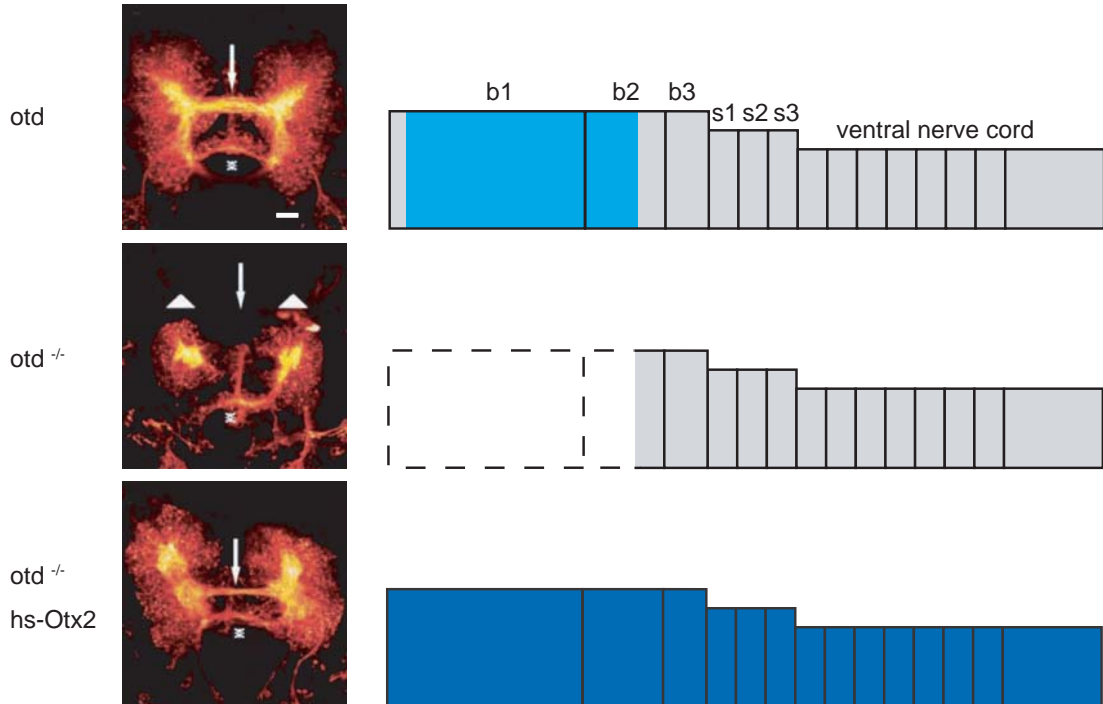 b1 b2 b3
s1 s2 s3
ventral nerve cord
otd
otd -/-
otd -/-
hs-Otx2